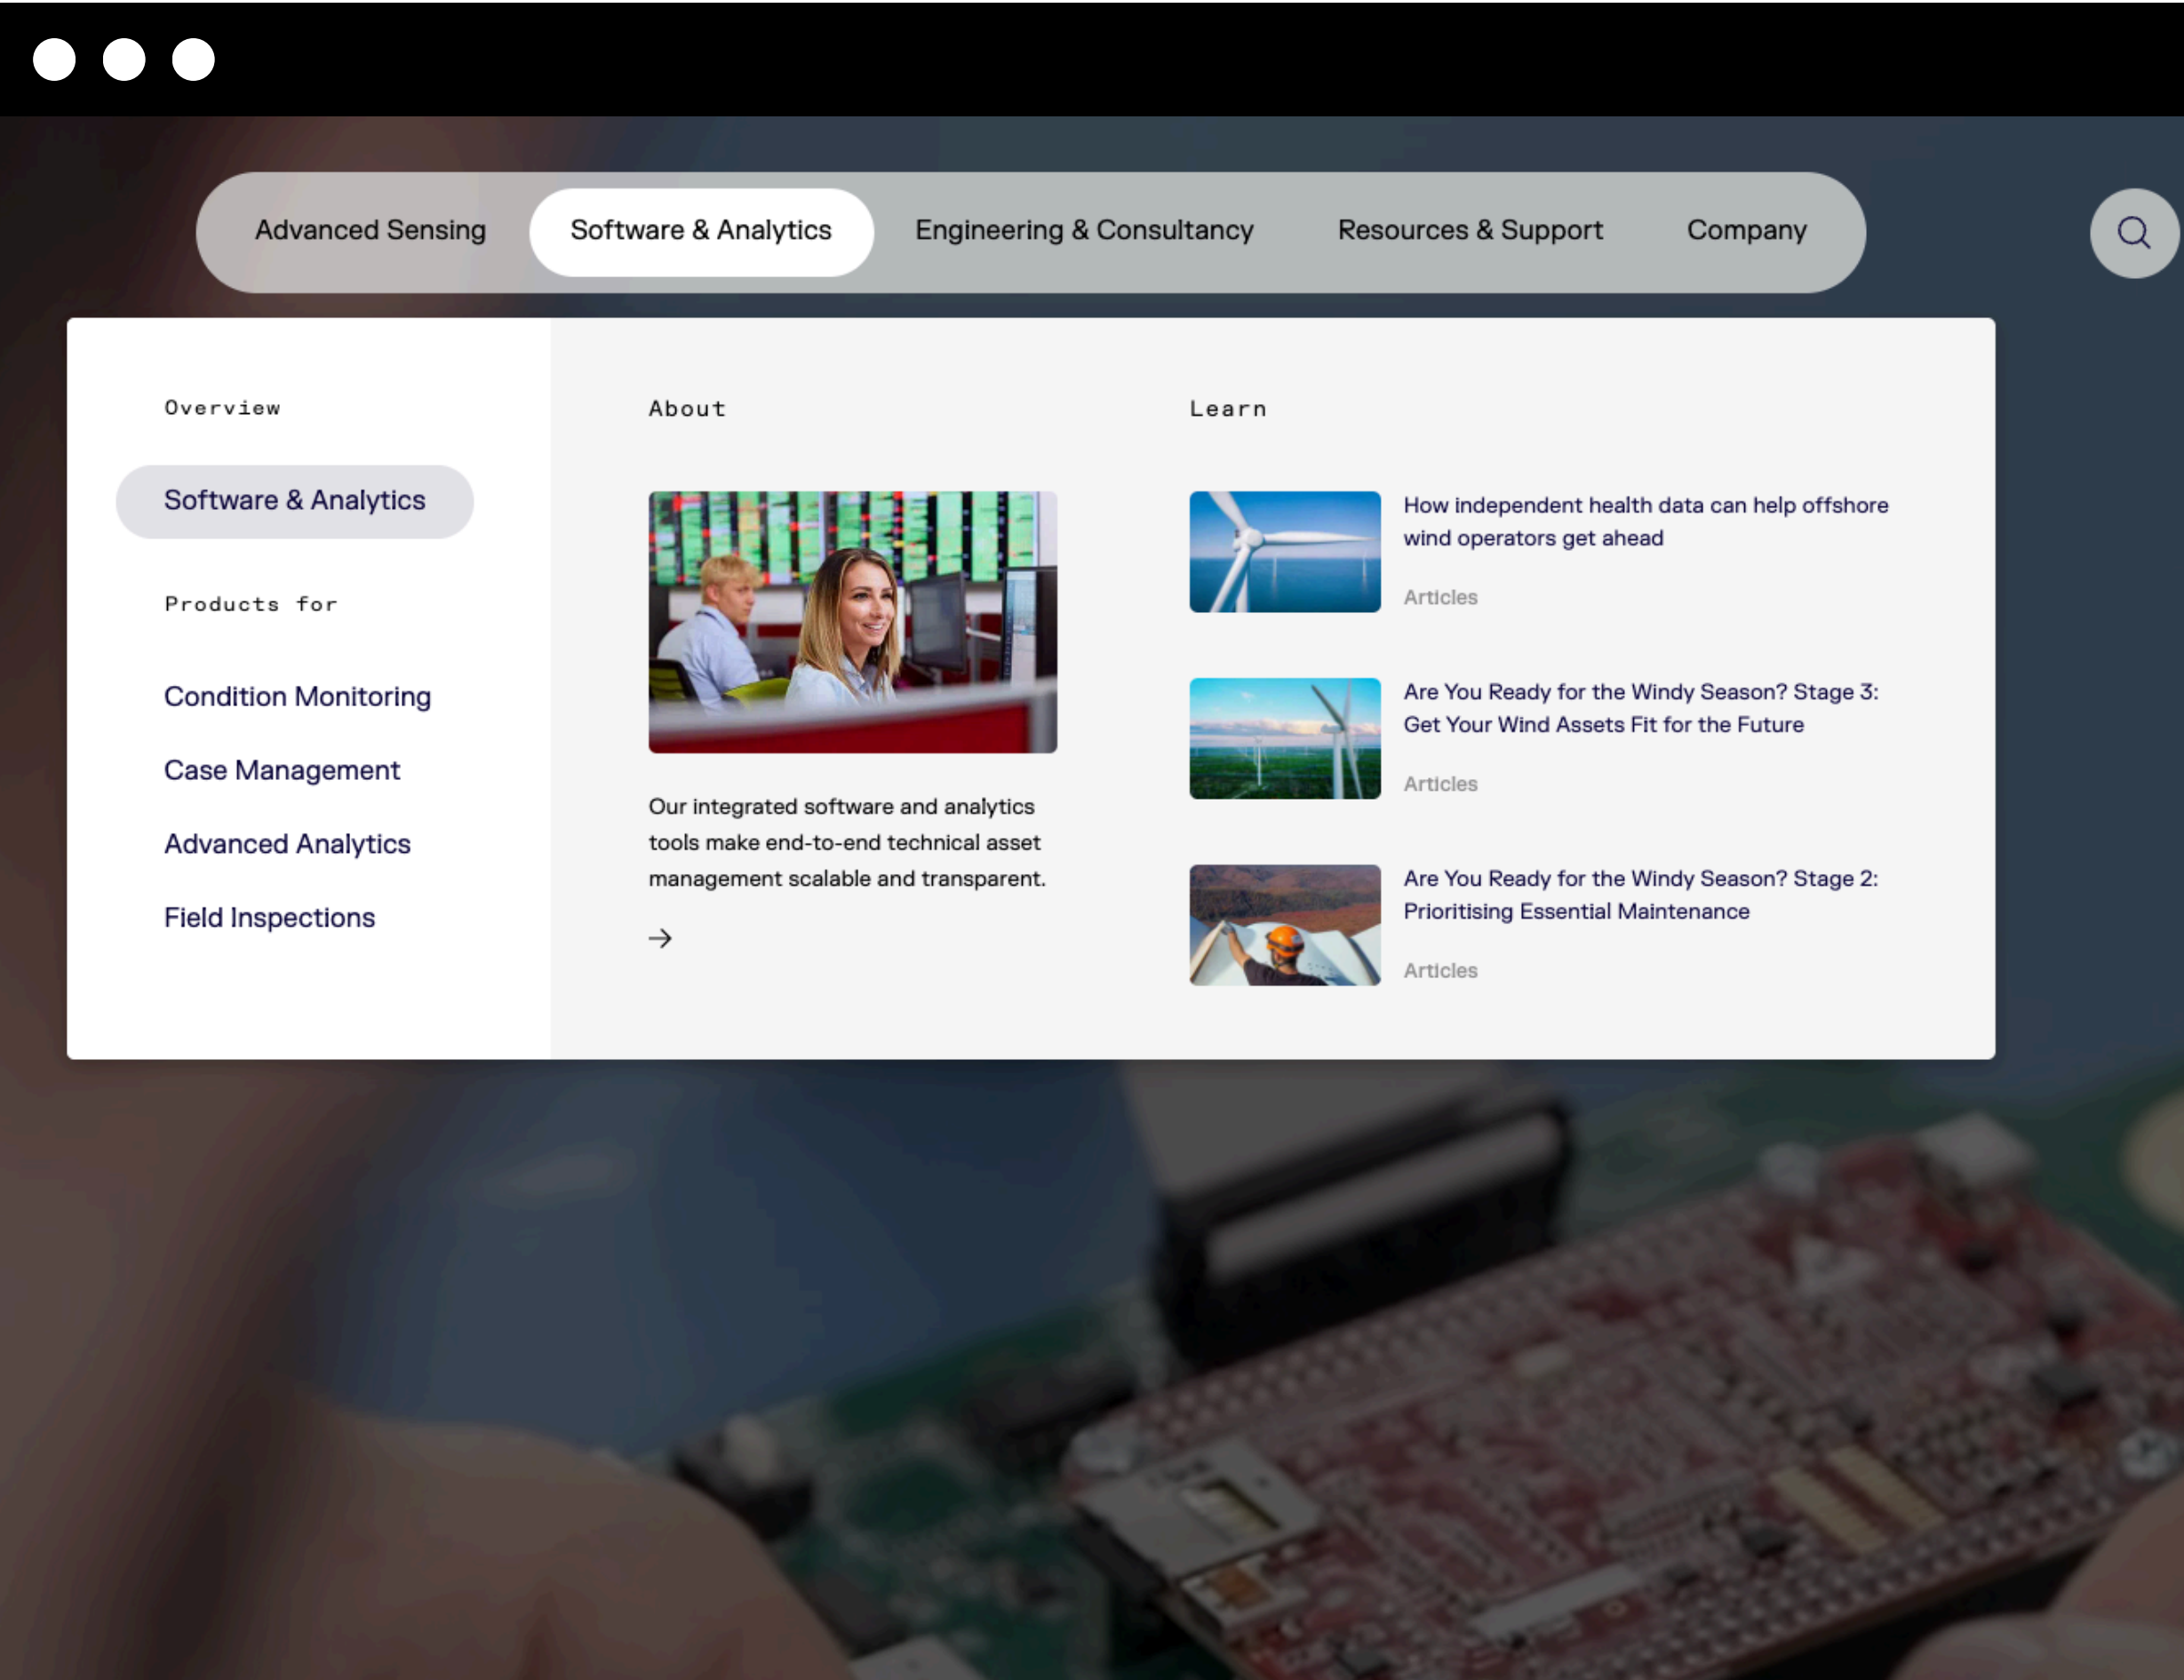 Advanced Sensing
Software & Analytics
Engineering & Consultancy
Resources & Support
Company
Overview
Software & Analytics
Products for
Condition Monitoring
Case Management
Advanced Analytics
Field Inspections
About
Our integrated software and analytics
tools make end-to-end technical asset
management scalable and transparent.
Learn
How independent health data can help offshore
wind operators get ahead
Articles
Are You Ready for the Windy Season? Stage 3:
Get Your Wind Assets Fit for the Future
Articles
Are You Ready for the Windy Season? Stage 2:
Prioritising Essential Maintenance
Articles